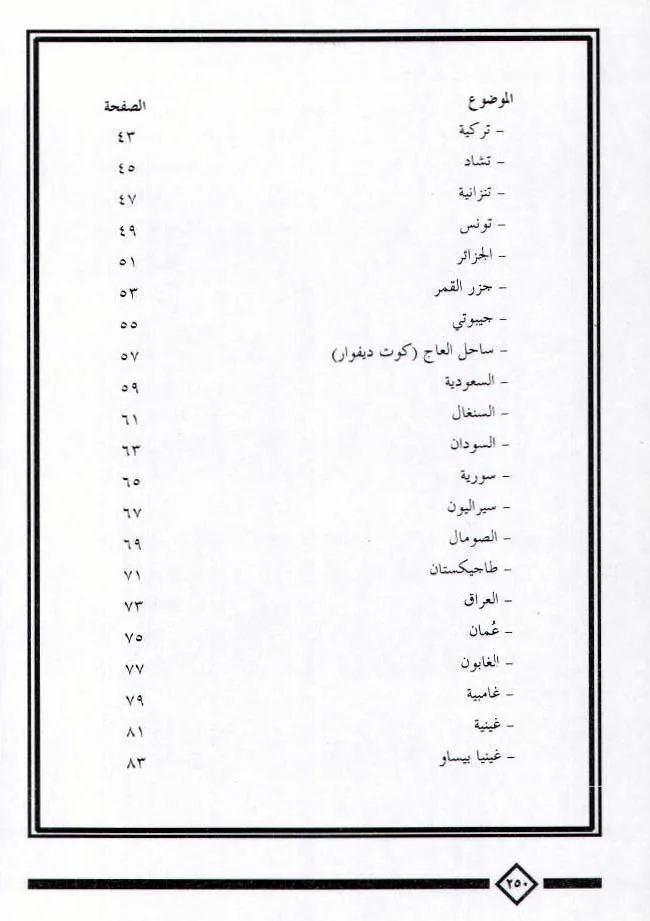 الموضوع الصفحة
- تركية ٤٣
- تشاد ٤٥
- تنزانية ٤٧
- تونس ٤٩
- الجزائر ٥١
- جزر القمر ٥٣
- جيبوتي ٥٥
- ساحل العاج (كوت ديفوار) ٥٧
- السعودية ٥٩
- السنغال ٦١
- السودان ٦٣
- سورية ٦٥
- سيراليون ٦٧
- الصومال ٦٩
- طاجيكستان ٧١
- العراق ٧٣
- عُمان ٧٥
- الغابون ٧٧
- غامبية ٧٩
- غينية ٨١
- غينيا بيساو ٨٣
٢٥٠